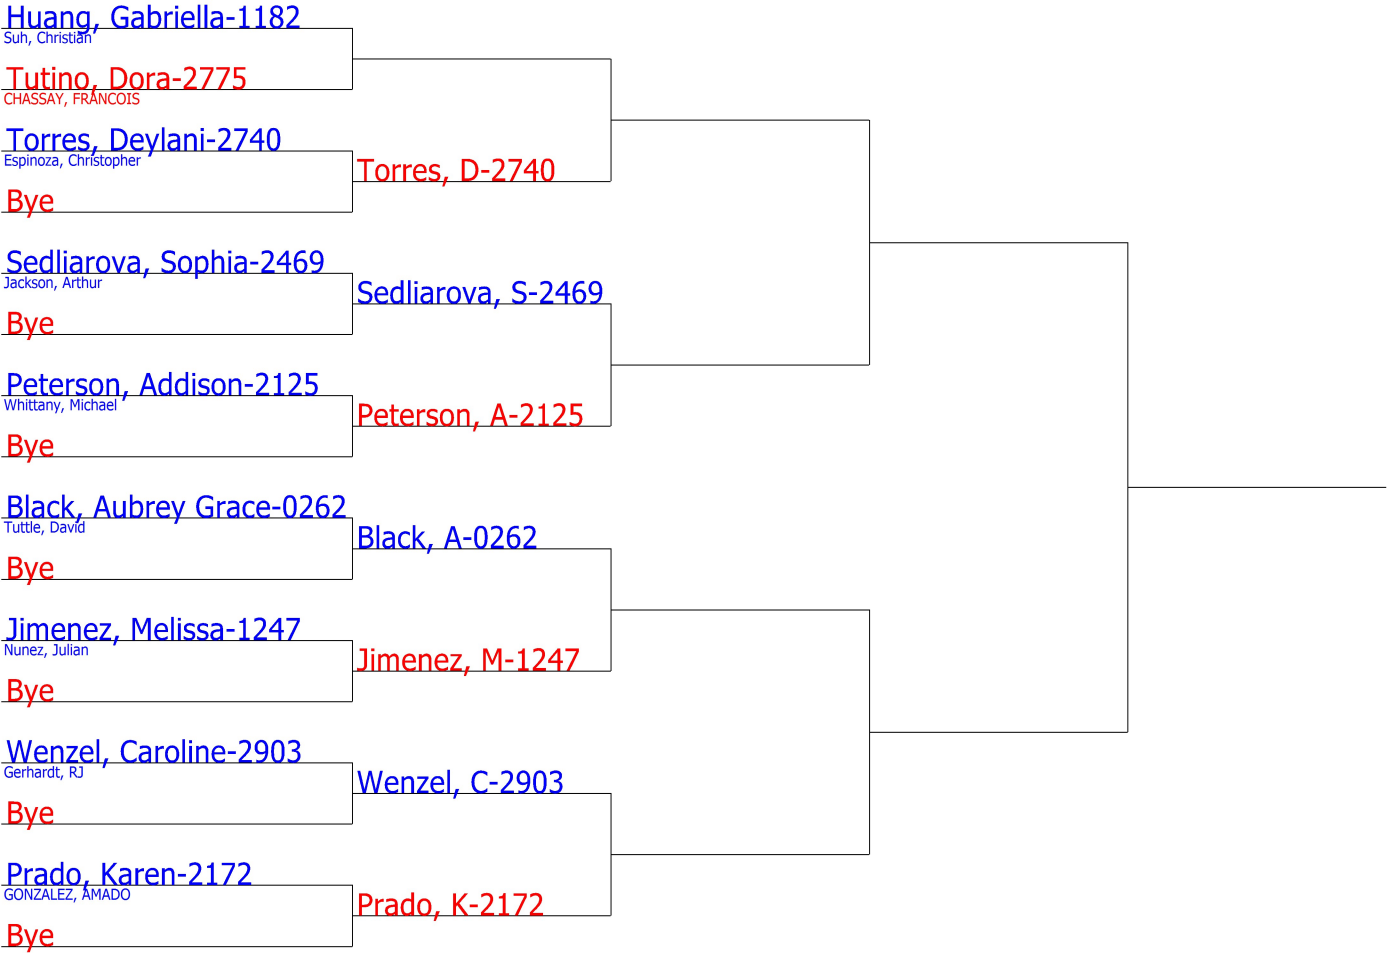 Huang, Gabriella-1182
Suh, Christian
Tutino, Dora-2775
CHASSAY, FRANCOIS
Torres, Deylani-2740
Espinoza, Christopher
Torres, D-2740
Bye
Sedliarova, Sophia-2469
Jackson, Arthur
Sedliarova, S-2469
Bye
Peterson, Addison-2125
Whittany, Michael
Peterson, A-2125
Bye
Black, Aubrey Grace-0262
Tuttle, David
Black, A-0262
Bye
Jimenez, Melissa-1247
Nunez, Julian
Jimenez, M-1247
Bye
Wenzel, Caroline-2903
Gerhardt, RJ
Wenzel, C-2903
Bye
Prado, Karen-2172
GONZALEZ, AMADO
Prado, K-2172
Bye